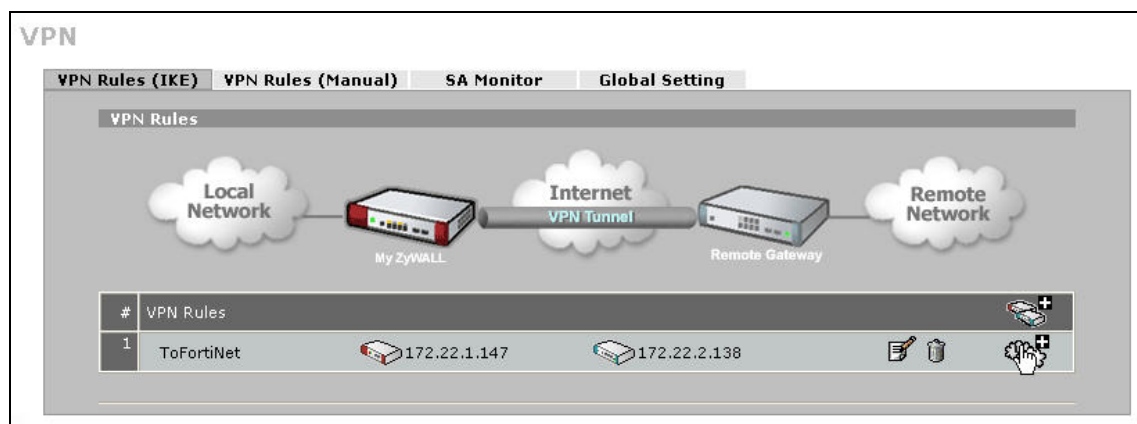 VPN
VPN Rules (IKE) VPN Rules (Manual) SA Monitor Global Setting
VPN Rules
Local Network
Internet
VPN Tunnel
Remote Network
My ZyWALL
Remote Gateway
# VPN Rules
1 ToFortiNet 172.22.1.147 172.22.2.138